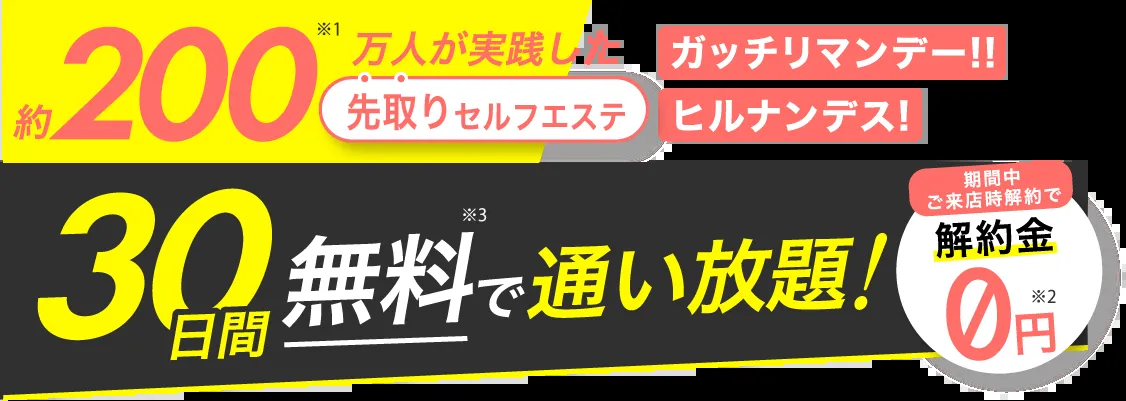 約200※1万人が実践した
先取りセルフエステ
ガッチリマンデー!!
ヒルナンデス!
30日間無料※3で通い放題!
期間中
ご来店時解約で
解約金
0円※2